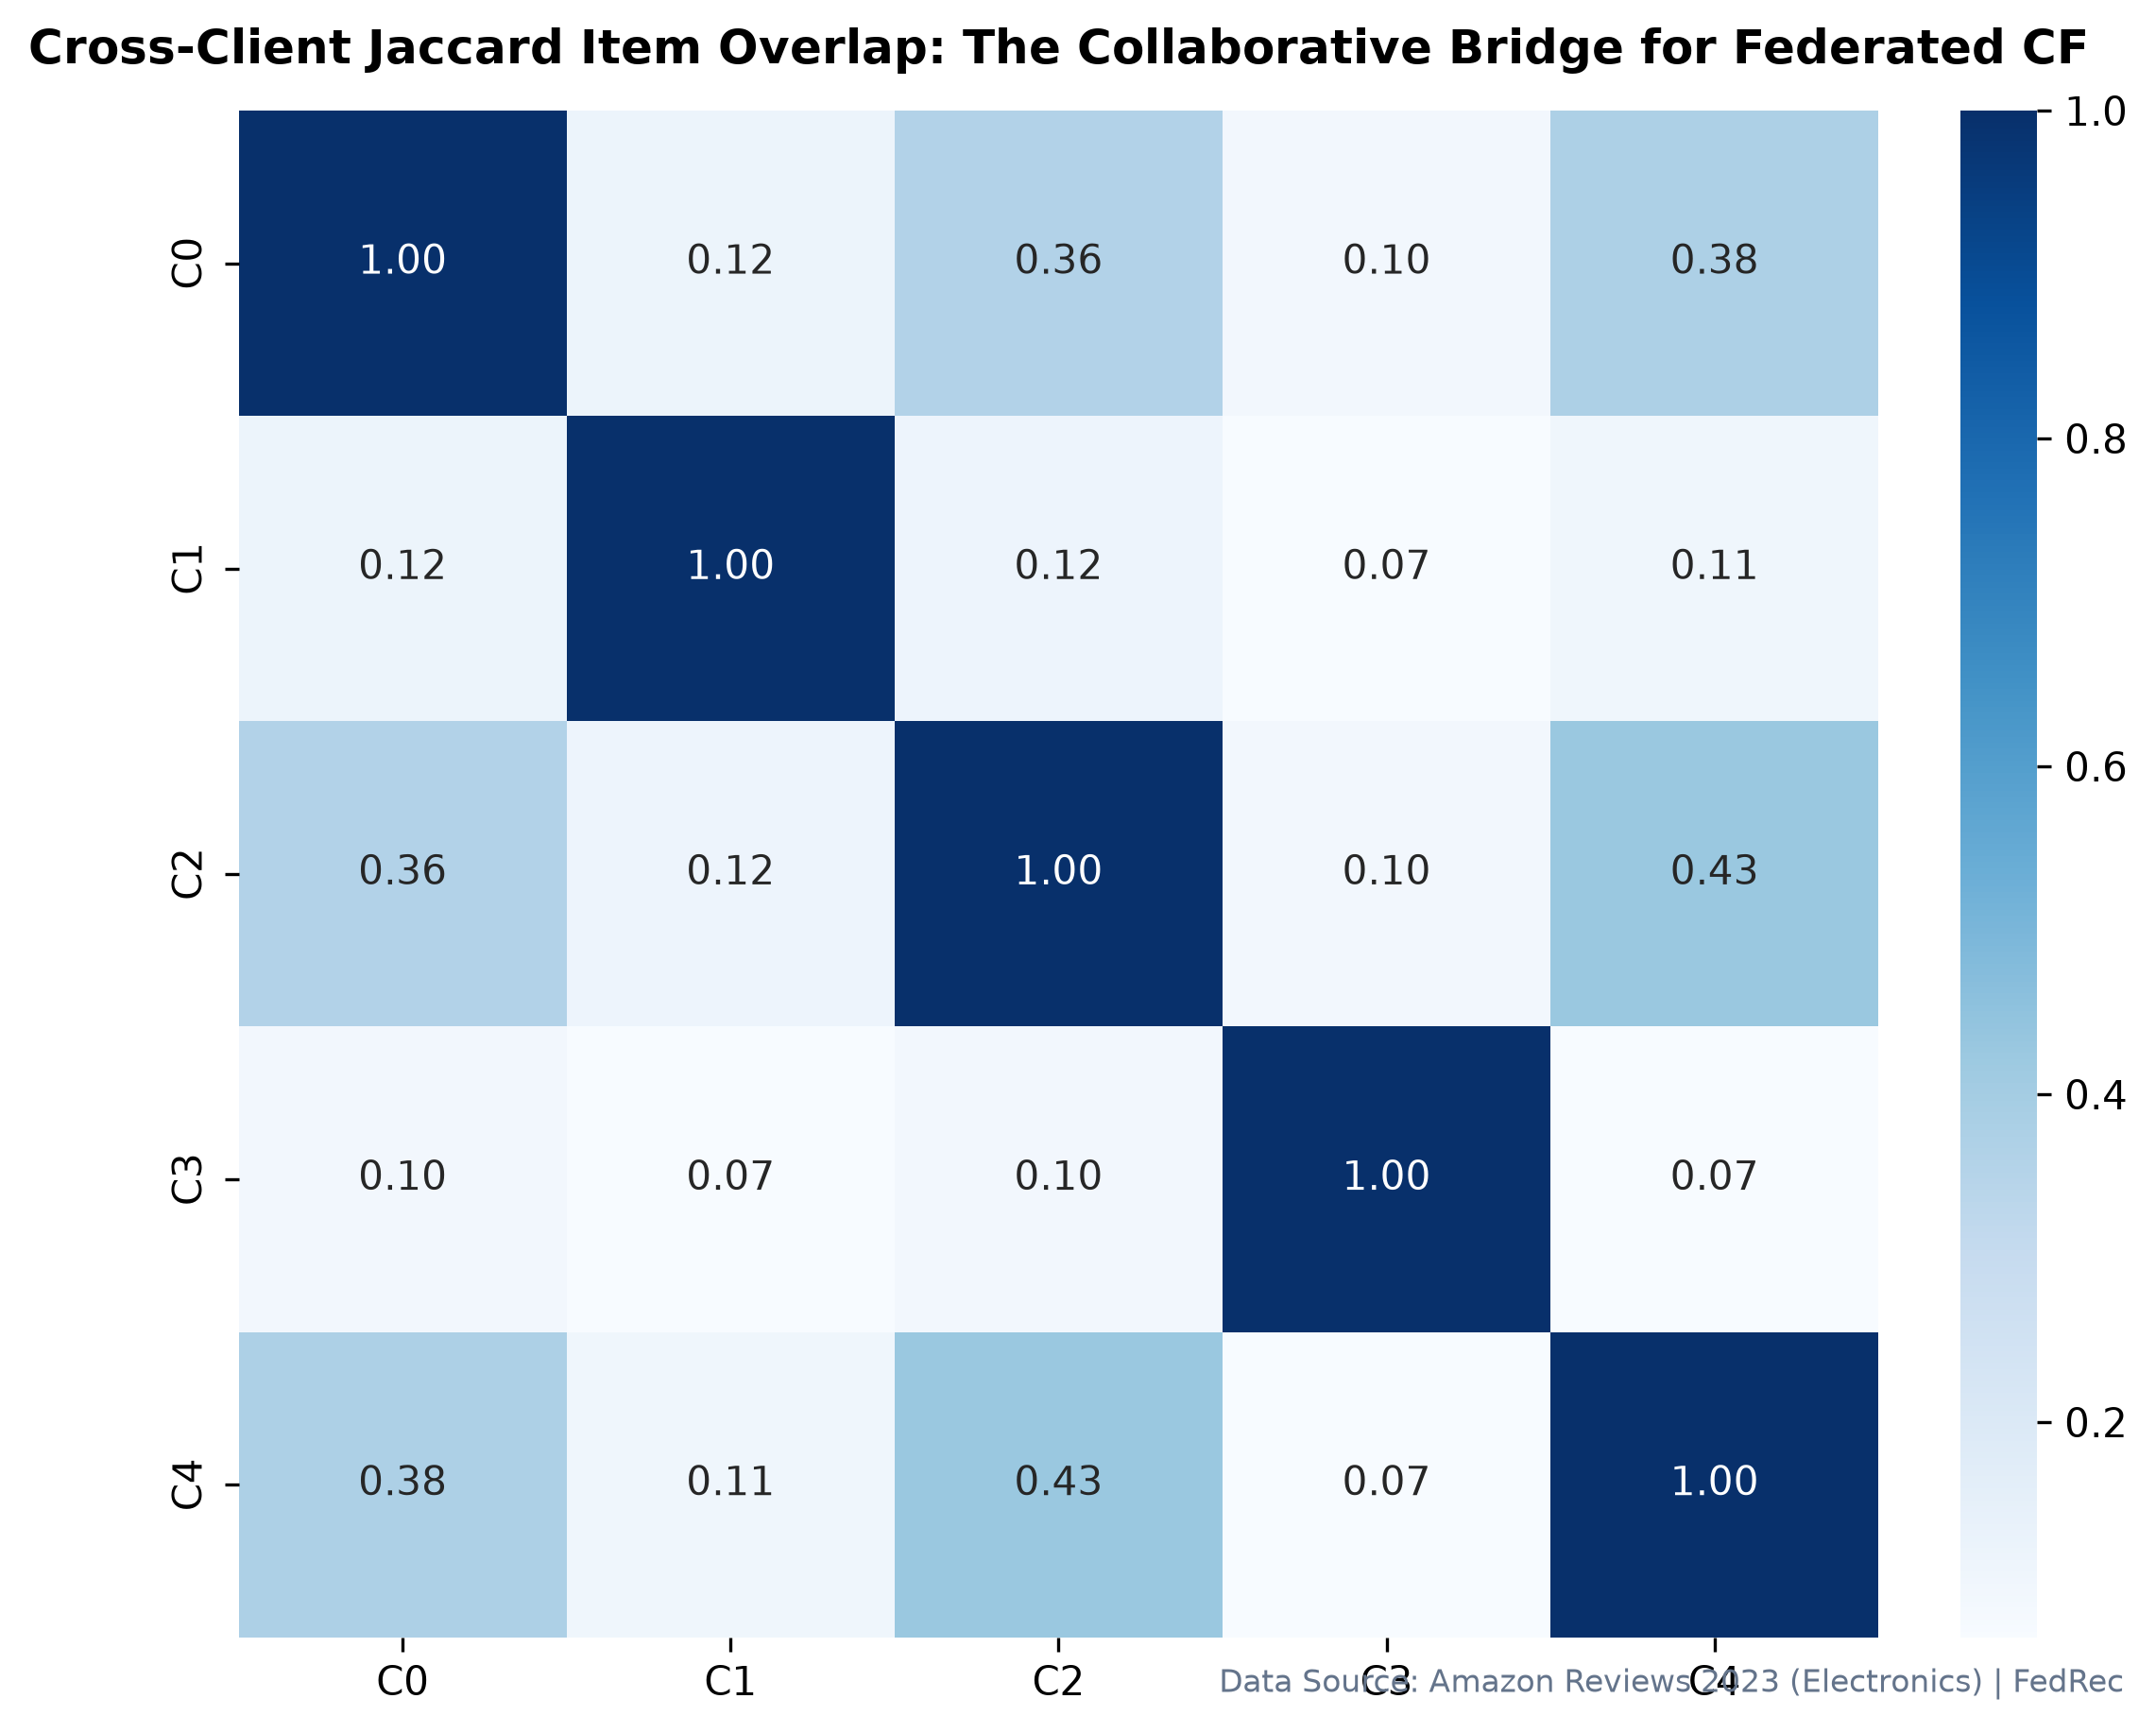 Cross-Client Jaccard Item Overlap: The Collaborative Bridge for Federated CF
1.0
C0 1.00 0.12 0.36 0.10 0.38
0.8
C1 0.12 1.00 0.12 0.07 0.11
0.6
C2 0.36 0.12 1.00 0.10 0.43
0.4
C3 0.10 0.07 0.10 1.00 0.07
0.2
C4 0.38 0.11 0.43 0.07 1.00
C0 C1 C2 C3 C4
Data Source: Amazon Reviews 2023 (Electronics) | FedRec